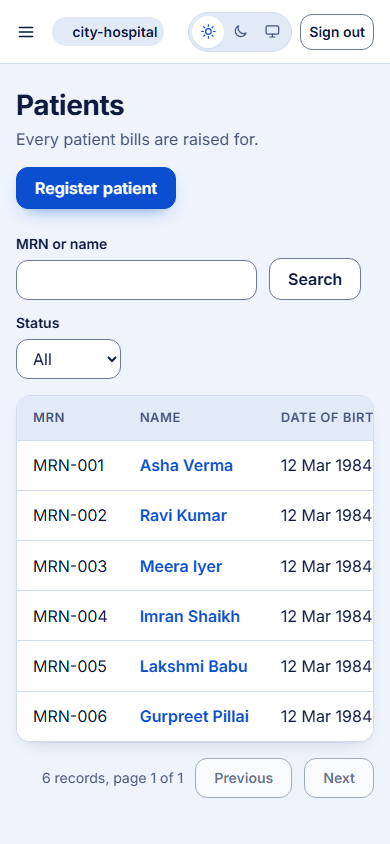 city-hospital
Sign out
Patients
Every patient bills are raised for.
Register patient
MRN or name
Search
Status
All
MRN NAME DATE OF BIRT
MRN-001 Asha Verma 12 Mar 1984
MRN-002 Ravi Kumar 12 Mar 1984
MRN-003 Meera Iyer 12 Mar 1984
MRN-004 Imran Shaikh 12 Mar 1984
MRN-005 Lakshmi Babu 12 Mar 1984
MRN-006 Gurpreet Pillai 12 Mar 1984
6 records, page 1 of 1 Previous Next